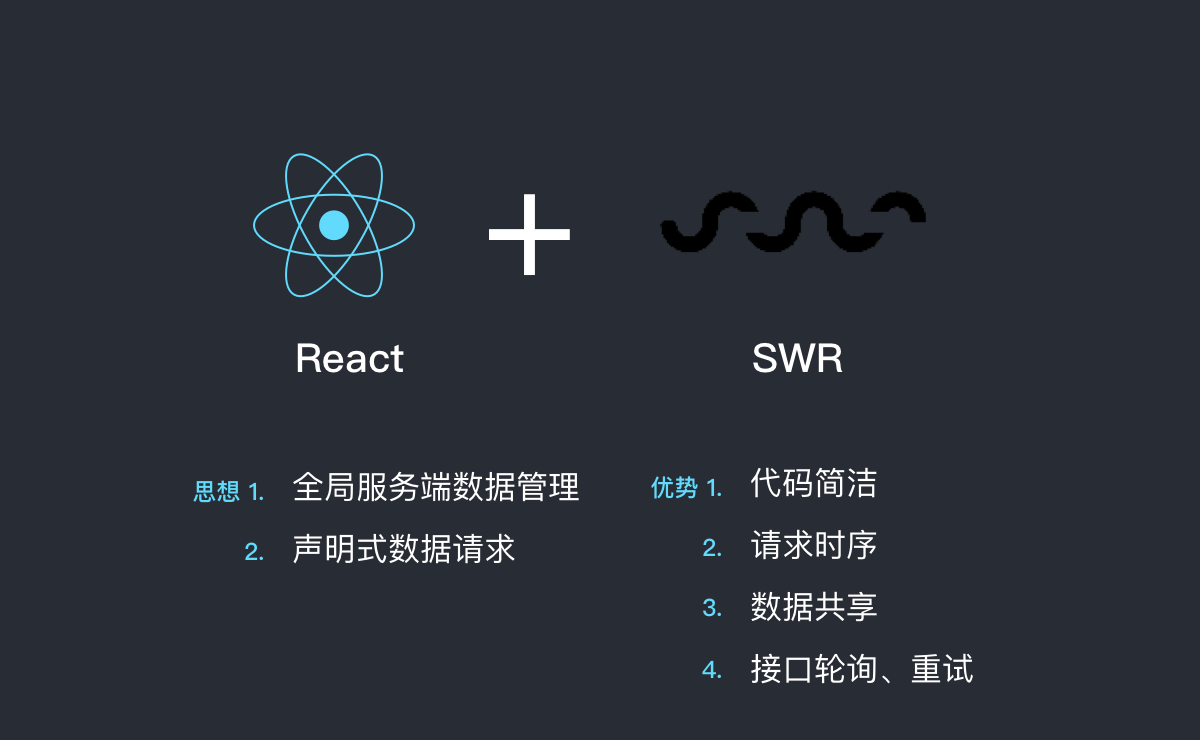 React
SWR
思想 1. 全局服务端数据管理
2. 声明式数据请求
优势 1. 代码简洁
2. 请求时序
3. 数据共享
4. 接口轮询、重试